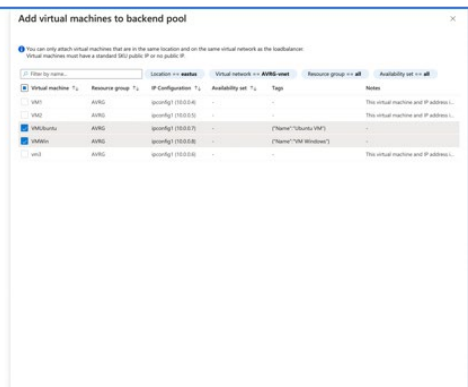 Add virtual machines to backend pool
You can only attach virtual machines that are in the same location and on the same virtual network as the loadbalancer.
Virtual machines must have a standard SKU public IP or no public IP.
Filter by name...
Location == eastus
Virtual network == AVRG-vnet
Resource group == all
Availability set == all
Virtual machine ↑↓ Resource group ↑↓ IP Configuration ↑↓ Availability set ↑↓ Tags Notes
VM1 AVRG ipconfig1 (10.0.0.4) - - This virtual machine and IP address i...
VM2 AVRG ipconfig1 (10.0.0.5) - - This virtual machine and IP address i...
VMUbuntu AVRG ipconfig1 (10.0.0.7) - {"Name":"Ubuntu-VM"} -
VMWin AVRG ipconfig1 (10.0.0.8) - {"Name":"VM-Windows"} -
vm3 AVRG ipconfig1 (10.0.0.6) - - This virtual machine and IP address i...